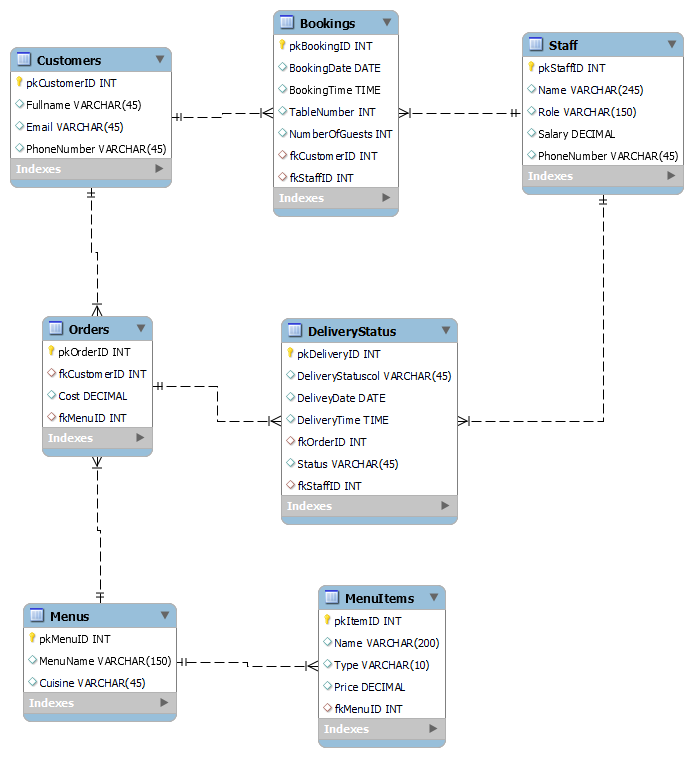 Customers
pkCustomerID INT
Fullname VARCHAR(45)
Email VARCHAR(45)
PhoneNumber VARCHAR(45)
Indexes
Bookings
pkBookingID INT
BookingDate DATE
BookingTime TIME
TableNumber INT
NumberOfGuests INT
fkCustomerID INT
fkStaffID INT
Indexes
Staff
pkStaffID INT
Name VARCHAR(245)
Role VARCHAR(150)
Salary DECIMAL
PhoneNumber VARCHAR(45)
Indexes
Orders
pkOrderID INT
fkCustomerID INT
Cost DECIMAL
fkMenuID INT
Indexes
DeliveryStatus
pkDeliveryID INT
DeliveryStatuscol VARCHAR(45)
DeliveyDate DATE
DeliveryTime TIME
fkOrderID INT
Status VARCHAR(45)
fkStaffID INT
Indexes
Menus
pkMenuID INT
MenuName VARCHAR(150)
Cuisine VARCHAR(45)
Indexes
MenuItems
pkItemID INT
Name VARCHAR(200)
Type VARCHAR(10)
Price DECIMAL
fkMenuID INT
Indexes